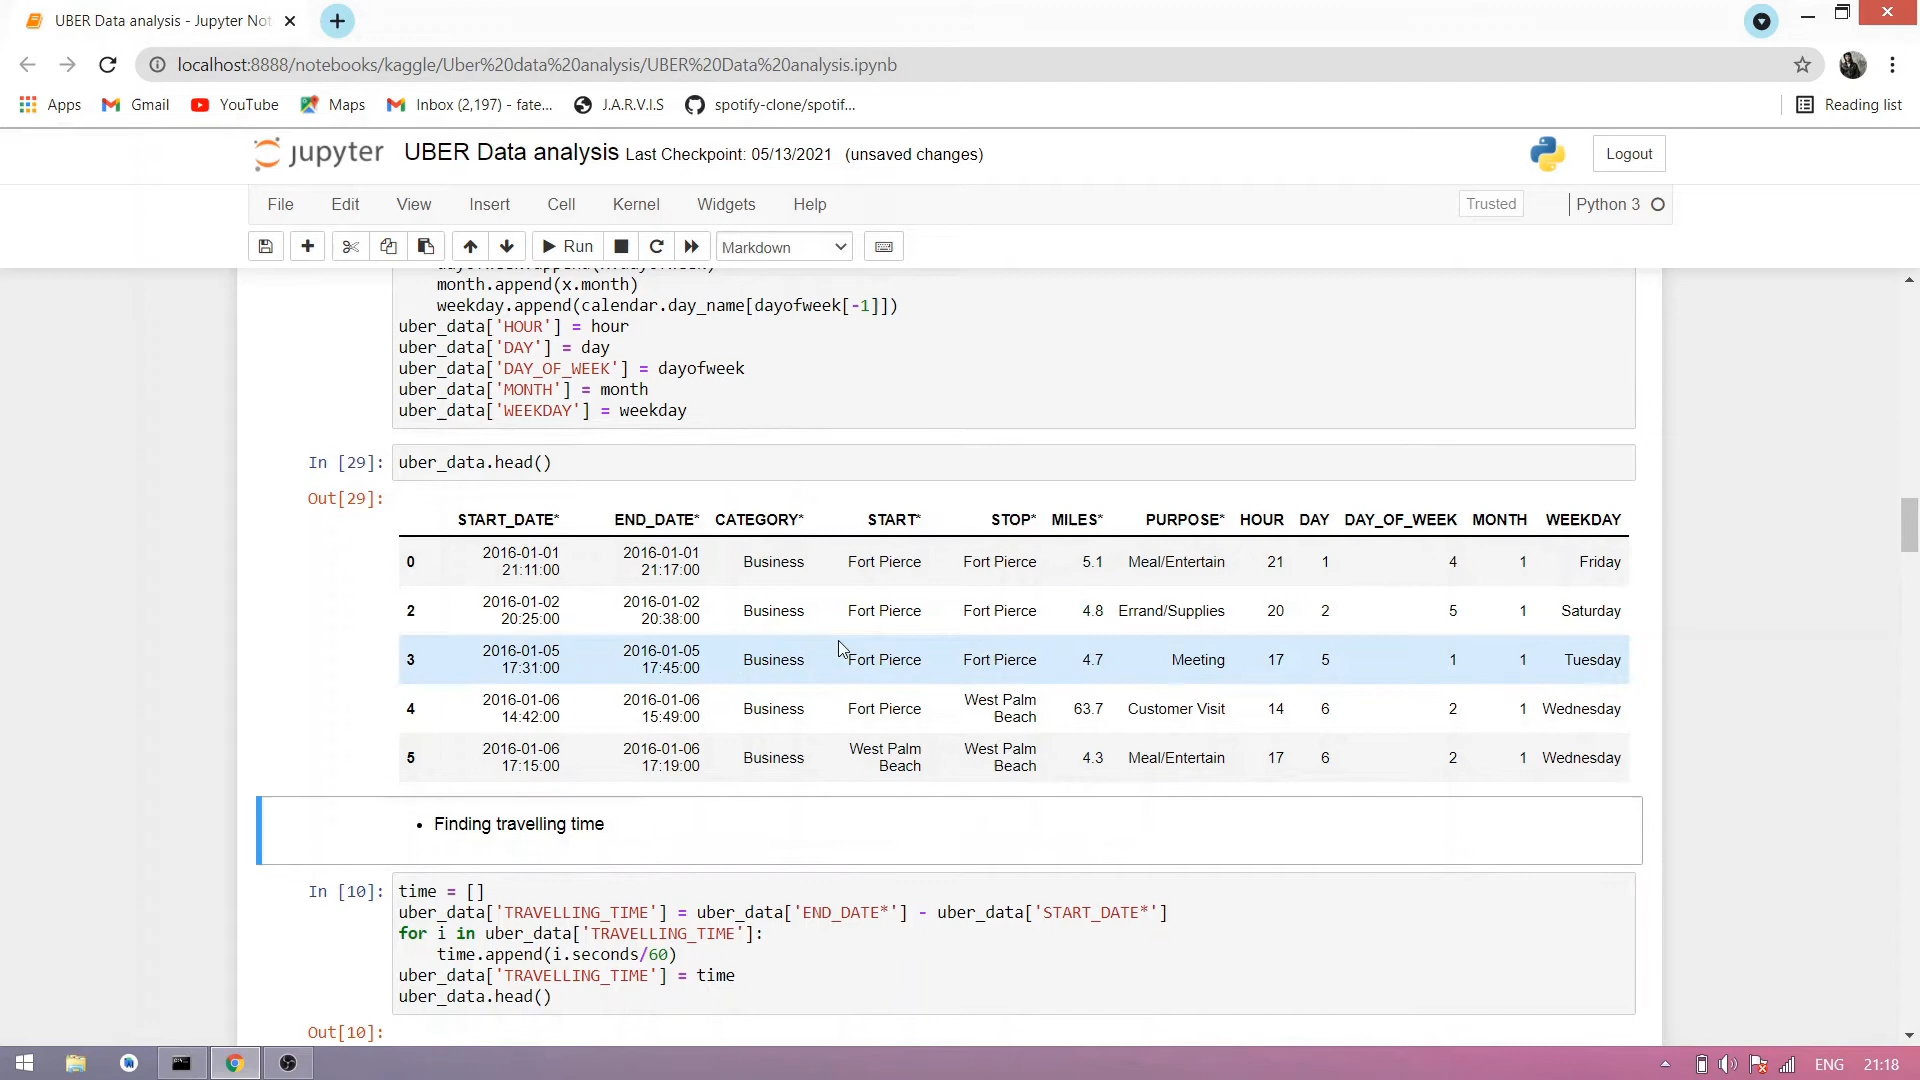 UBER Data analysis - Jupyter Not
localhost:8888/notebooks/kaggle/Uber%20data%20analysis/UBER%20Data%20analysis.ipynb
Apps Gmail YouTube Maps Inbox (2,197) - fate... J.A.R.V.I.S spotify-clone/spotif... Reading list
jupyter UBER Data analysis Last Checkpoint: 05/13/2021 (unsaved changes) Logout
File Edit View Insert Cell Kernel Widgets Help Trusted Python 3
Run Markdown
month.append(x.month)
weekday.append(calendar.day_name[dayofweek[-1]])
uber_data['HOUR'] = hour
uber_data['DAY'] = day
uber_data['DAY_OF_WEEK'] = dayofweek
uber_data['MONTH'] = month
uber_data['WEEKDAY'] = weekday
In [29]: uber_data.head()
Out[29]:
START_DATE* END_DATE* CATEGORY* START* STOP* MILES* PURPOSE* HOUR DAY DAY_OF_WEEK MONTH WEEKDAY
0 2016-01-01 21:11:00 2016-01-01 21:17:00 Business Fort Pierce Fort Pierce 5.1 Meal/Entertain 21 1 4 1 Friday
2 2016-01-02 20:25:00 2016-01-02 20:38:00 Business Fort Pierce Fort Pierce 4.8 Errand/Supplies 20 2 5 1 Saturday
3 2016-01-05 17:31:00 2016-01-05 17:45:00 Business Fort Pierce Fort Pierce 4.7 Meeting 17 5 1 1 Tuesday
4 2016-01-06 14:42:00 2016-01-06 15:49:00 Business Fort Pierce West Palm Beach 63.7 Customer Visit 14 6 2 1 Wednesday
5 2016-01-06 17:15:00 2016-01-06 17:19:00 Business West Palm Beach West Palm Beach 4.3 Meal/Entertain 17 6 2 1 Wednesday
• Finding travelling time
In [10]: time = []
uber_data['TRAVELLING_TIME'] = uber_data['END_DATE*'] - uber_data['START_DATE*']
for i in uber_data['TRAVELLING_TIME']:
time.append(i.seconds/60)
uber_data['TRAVELLING_TIME'] = time
uber_data.head()
Out[10]:
ENG 21:18